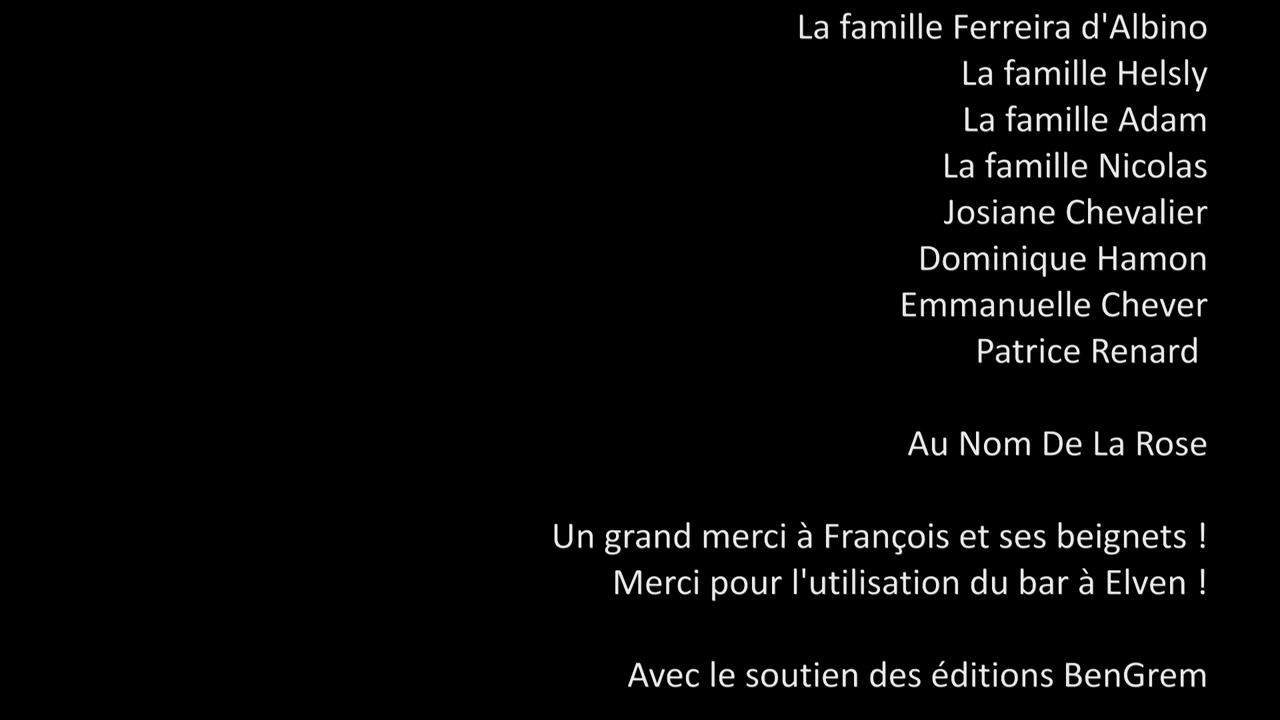 La famille Ferreira d'Albino
La famille Helsly
La famille Adam
La famille Nicolas
Josiane Chevalier
Dominique Hamon
Emmanuelle Chever
Patrice Renard
Au Nom De La Rose
Un grand merci à François et ses beignets !
Merci pour l'utilisation du bar à Elven !
Avec le soutien des éditions BenGrem